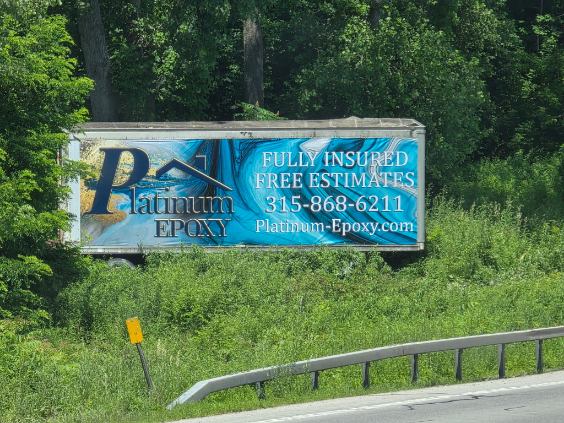 Platinum
EPOXY
FULLY INSURED
FREE ESTIMATES
315-868-6211
Platinum-Epoxy.com